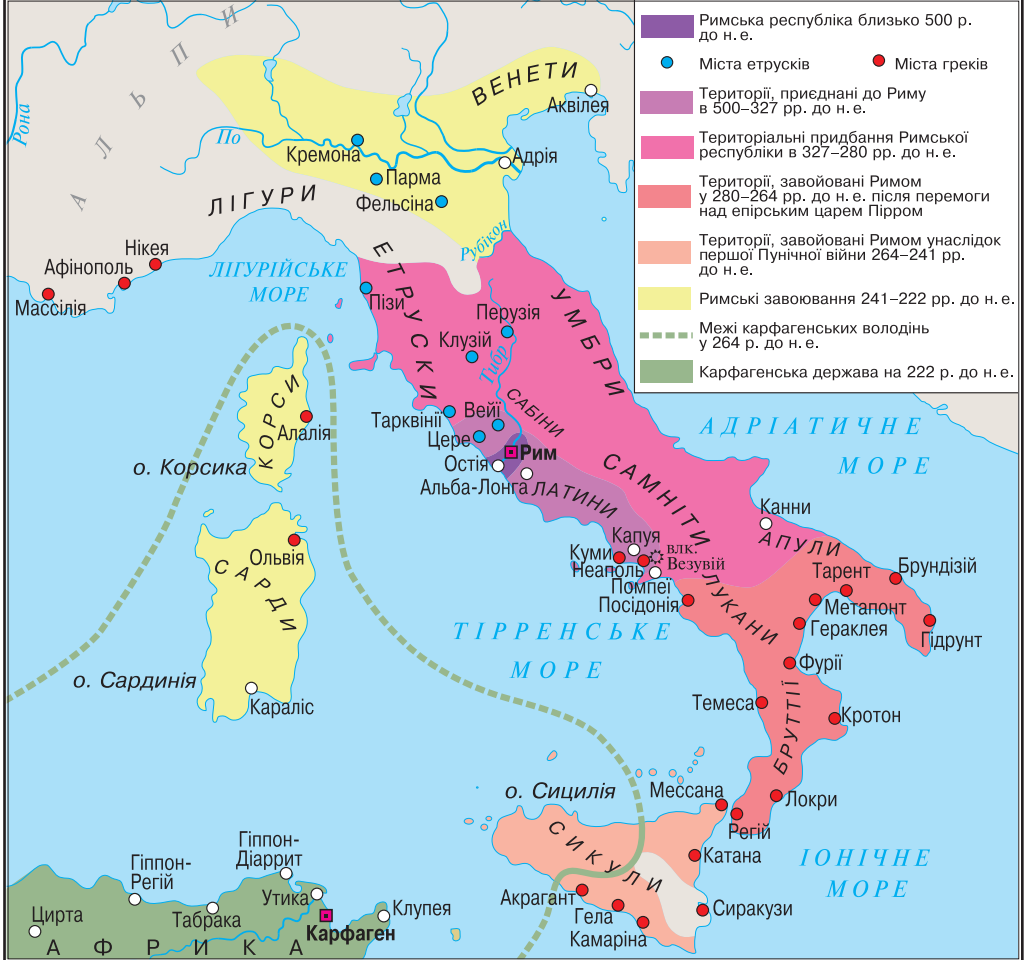 Римська республіка близько 500 р.
до н. е.
Міста етрусків
Міста греків
Території, приєднані до Риму
в 500–327 рр. до н. е.
Територіальні придбання Римської
республіки в 327–280 рр. до н. е.
Території, завойовані Римом
у 280–264 рр. до н. е. після перемоги
над епірським царем Пірром
Території, завойовані Римом унаслідок
першої Пунічної війни 264–241 рр.
до н. е.
Римські завоювання 241–222 рр. до н. е.
Межі карфагенських володінь
у 264 р. до н. е.
Карфагенська держава на 222 р. до н. е.
АЛЬПИ
Рона
По
ВЕНЕТИ
Аквілея
Кремона
Адрія
Парма
Фельсіна
ЛІГУРИ
Рубікон
Нікея
Афінополь
Массілія
ЛІГУРІЙСЬКЕ
МОРЕ
ЕТРУСКИ
Пізи
УМБРИ
Перузія
Клузій
Тибр
САБІНИ
Тарквінії
Вейї
Цере
Рим
Остія
Альба-Лонга
ЛАТИНИ
САМНІТИ
АДРІАТИЧНЕ
МОРЕ
КОРСИ
Алалія
о. Корсика
Ольвія
САРДИ
о. Сардинія
Караліс
Канни
АПУЛИ
Капуя
влк.
Везувій
Куми
Неаполь
Помпеї
Посідонія
ЛУКАНИ
Тарент
Брундізій
Метапонт
Гераклея
Гідрунт
ТІРРЕНСЬКЕ
МОРЕ
Фурії
Темеса
Кротон
БРУТТІЇ
Локри
Мессана
Регій
о. Сицилія
СИКУЛИ
Катана
ІОНІЧНЕ
МОРЕ
Акрагант
Гела
Камаріна
Сиракузи
Гіппон-
Діаррит
Гіппон-
Регій
Утика
Табрака
Клупея
Цирта
Карфаген
АФРИКА